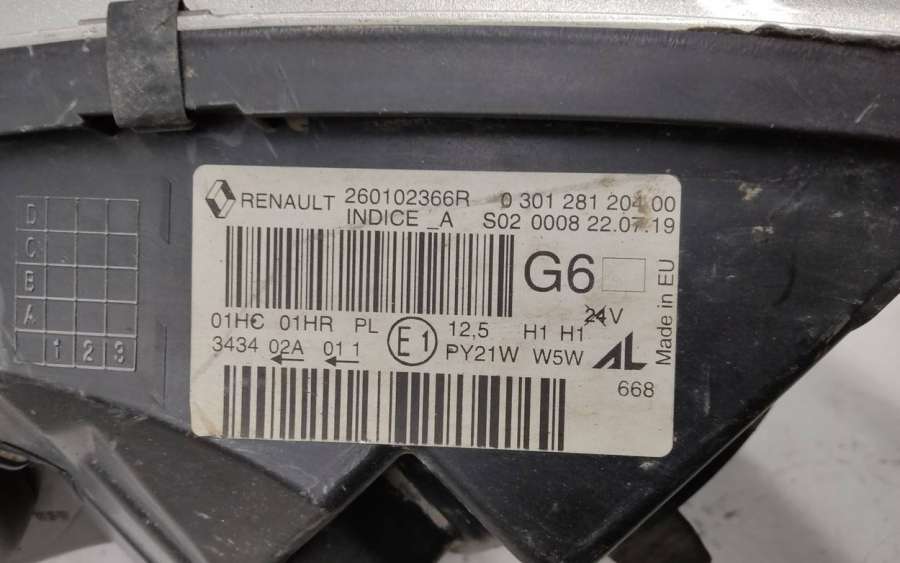 RENAULT 260102366R 0 301 281 204 00
INDICE _A S02 0008 22.07.19
G6
Made in EU
01HC 01HR PL E1 12,5 H1 H1 24V
3434 02A 01 1 PY21W W5W AL
668
D
C
B
A
1 2 3